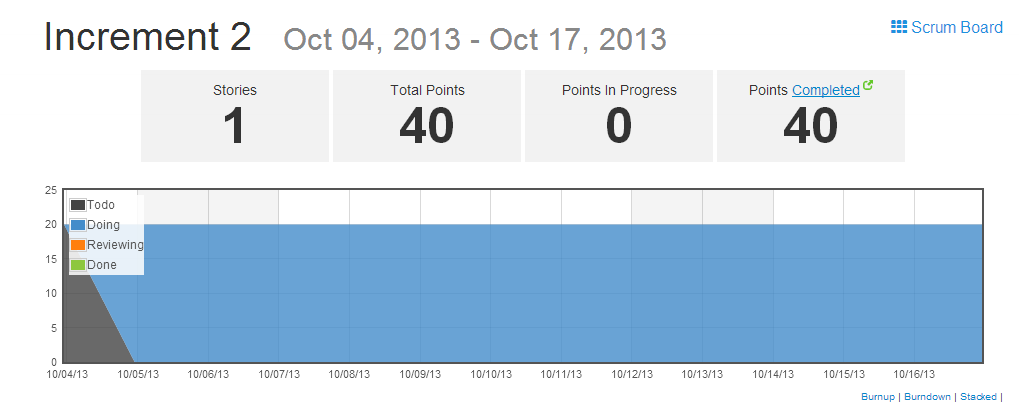 Increment 2 Oct 04, 2013 - Oct 17, 2013
Scrum Board
Stories
1
Total Points
40
Points In Progress
0
Points Completed
40
25
20
15
10
5
0
Todo
Doing
Reviewing
Done
10/04/13 10/05/13 10/06/13 10/07/13 10/08/13 10/09/13 10/10/13 10/11/13 10/12/13 10/13/13 10/14/13 10/15/13 10/16/13
Burnup | Burndown | Stacked |